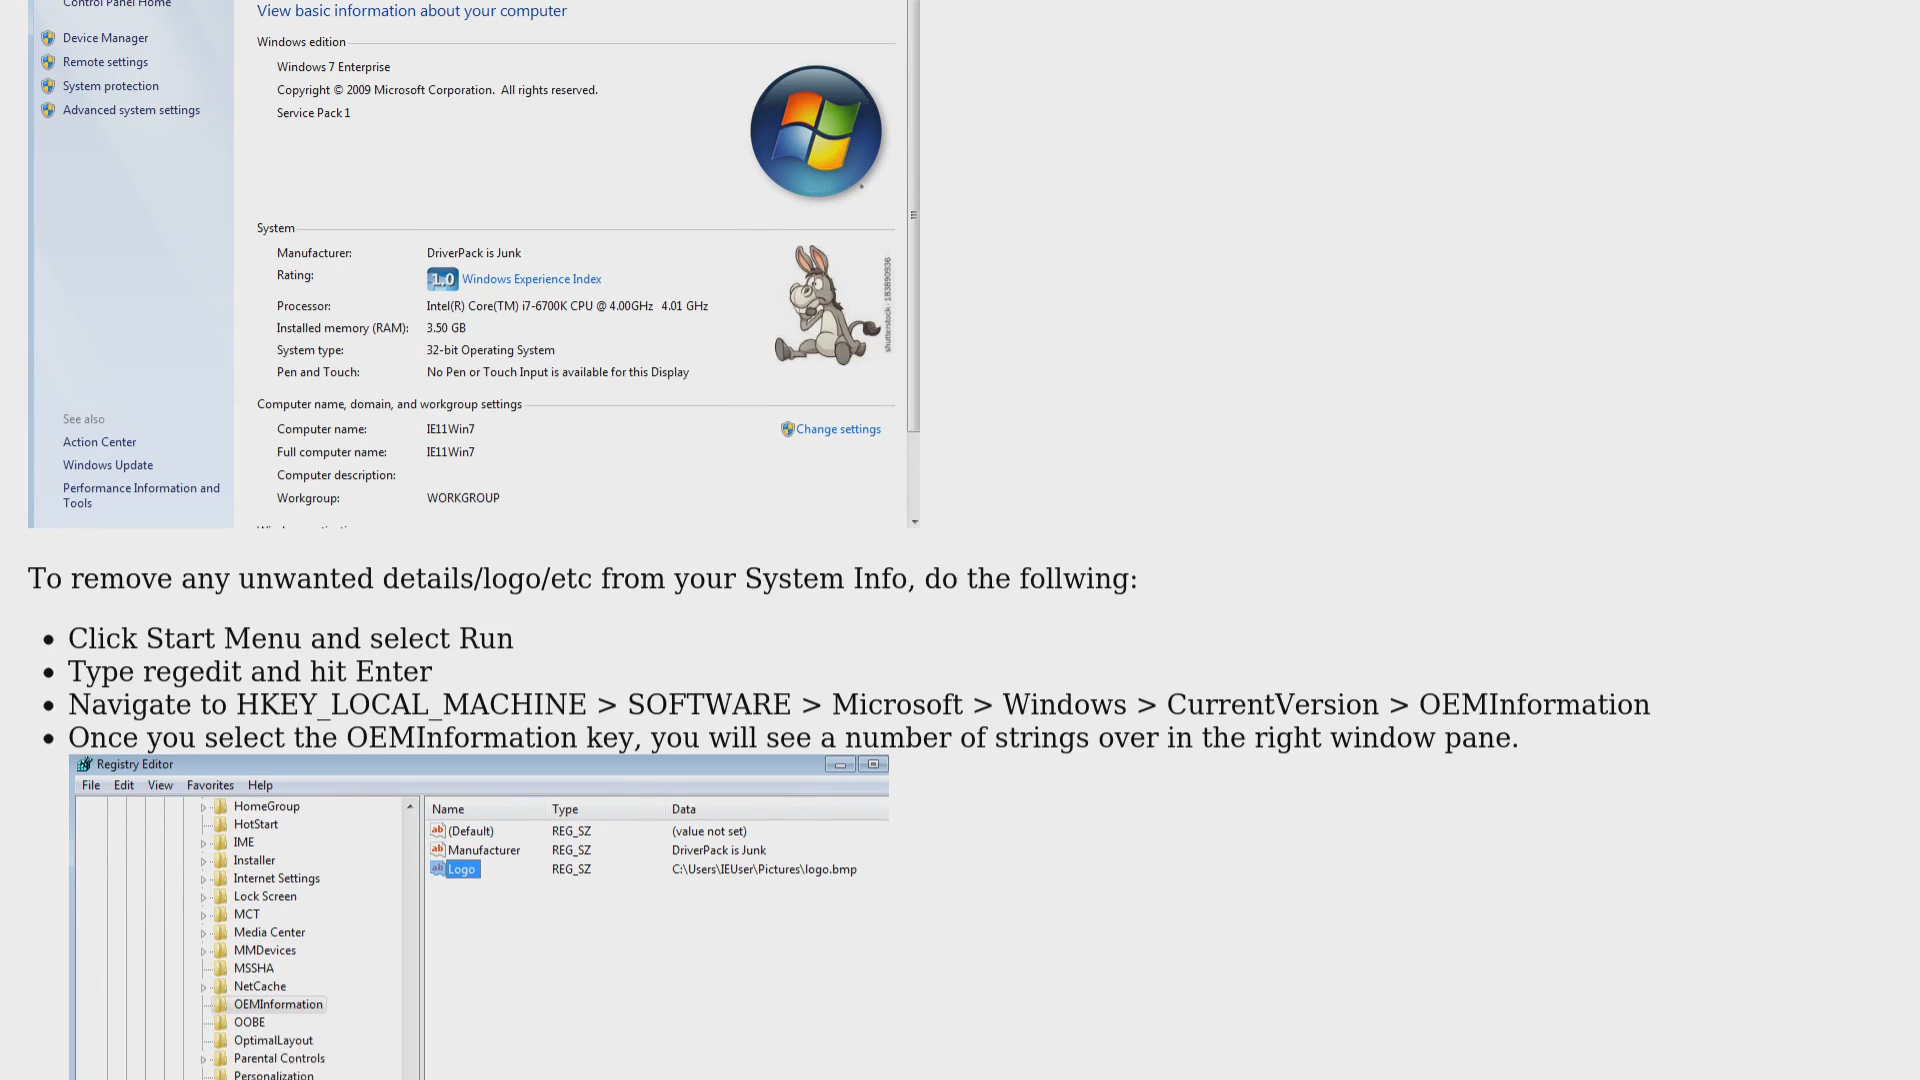 Control Panel Home
Device Manager
Remote settings
System protection
Advanced system settings
See also
Action Center
Windows Update
Performance Information and
Tools
View basic information about your computer
Windows edition
Windows 7 Enterprise
Copyright © 2009 Microsoft Corporation.  All rights reserved.
Service Pack 1
System
Manufacturer: DriverPack is Junk
Rating: 1.0 Windows Experience Index
Processor: Intel(R) Core(TM) i7-6700K CPU @ 4.00GHz   4.01 GHz
Installed memory (RAM): 3.50 GB
System type: 32-bit Operating System
Pen and Touch: No Pen or Touch Input is available for this Display
shutterstock · 183890936
Computer name, domain, and workgroup settings
Computer name: IE11Win7 Change settings
Full computer name: IE11Win7
Computer description:
Workgroup: WORKGROUP
To remove any unwanted details/logo/etc from your System Info, do the follwing:
• Click Start Menu and select Run
• Type regedit and hit Enter
• Navigate to HKEY_LOCAL_MACHINE > SOFTWARE > Microsoft > Windows > CurrentVersion > OEMInformation
• Once you select the OEMInformation key, you will see a number of strings over in the right window pane.
Registry Editor
File Edit View Favorites Help
HomeGroup
HotStart
IME
Installer
Internet Settings
Lock Screen
MCT
Media Center
MMDevices
MSSHA
NetCache
OEMInformation
OOBE
OptimalLayout
Parental Controls
Personalization
Name Type Data
ab (Default) REG_SZ (value not set)
ab Manufacturer REG_SZ DriverPack is Junk
ab Logo REG_SZ C:\Users\IEUser\Pictures\logo.bmp